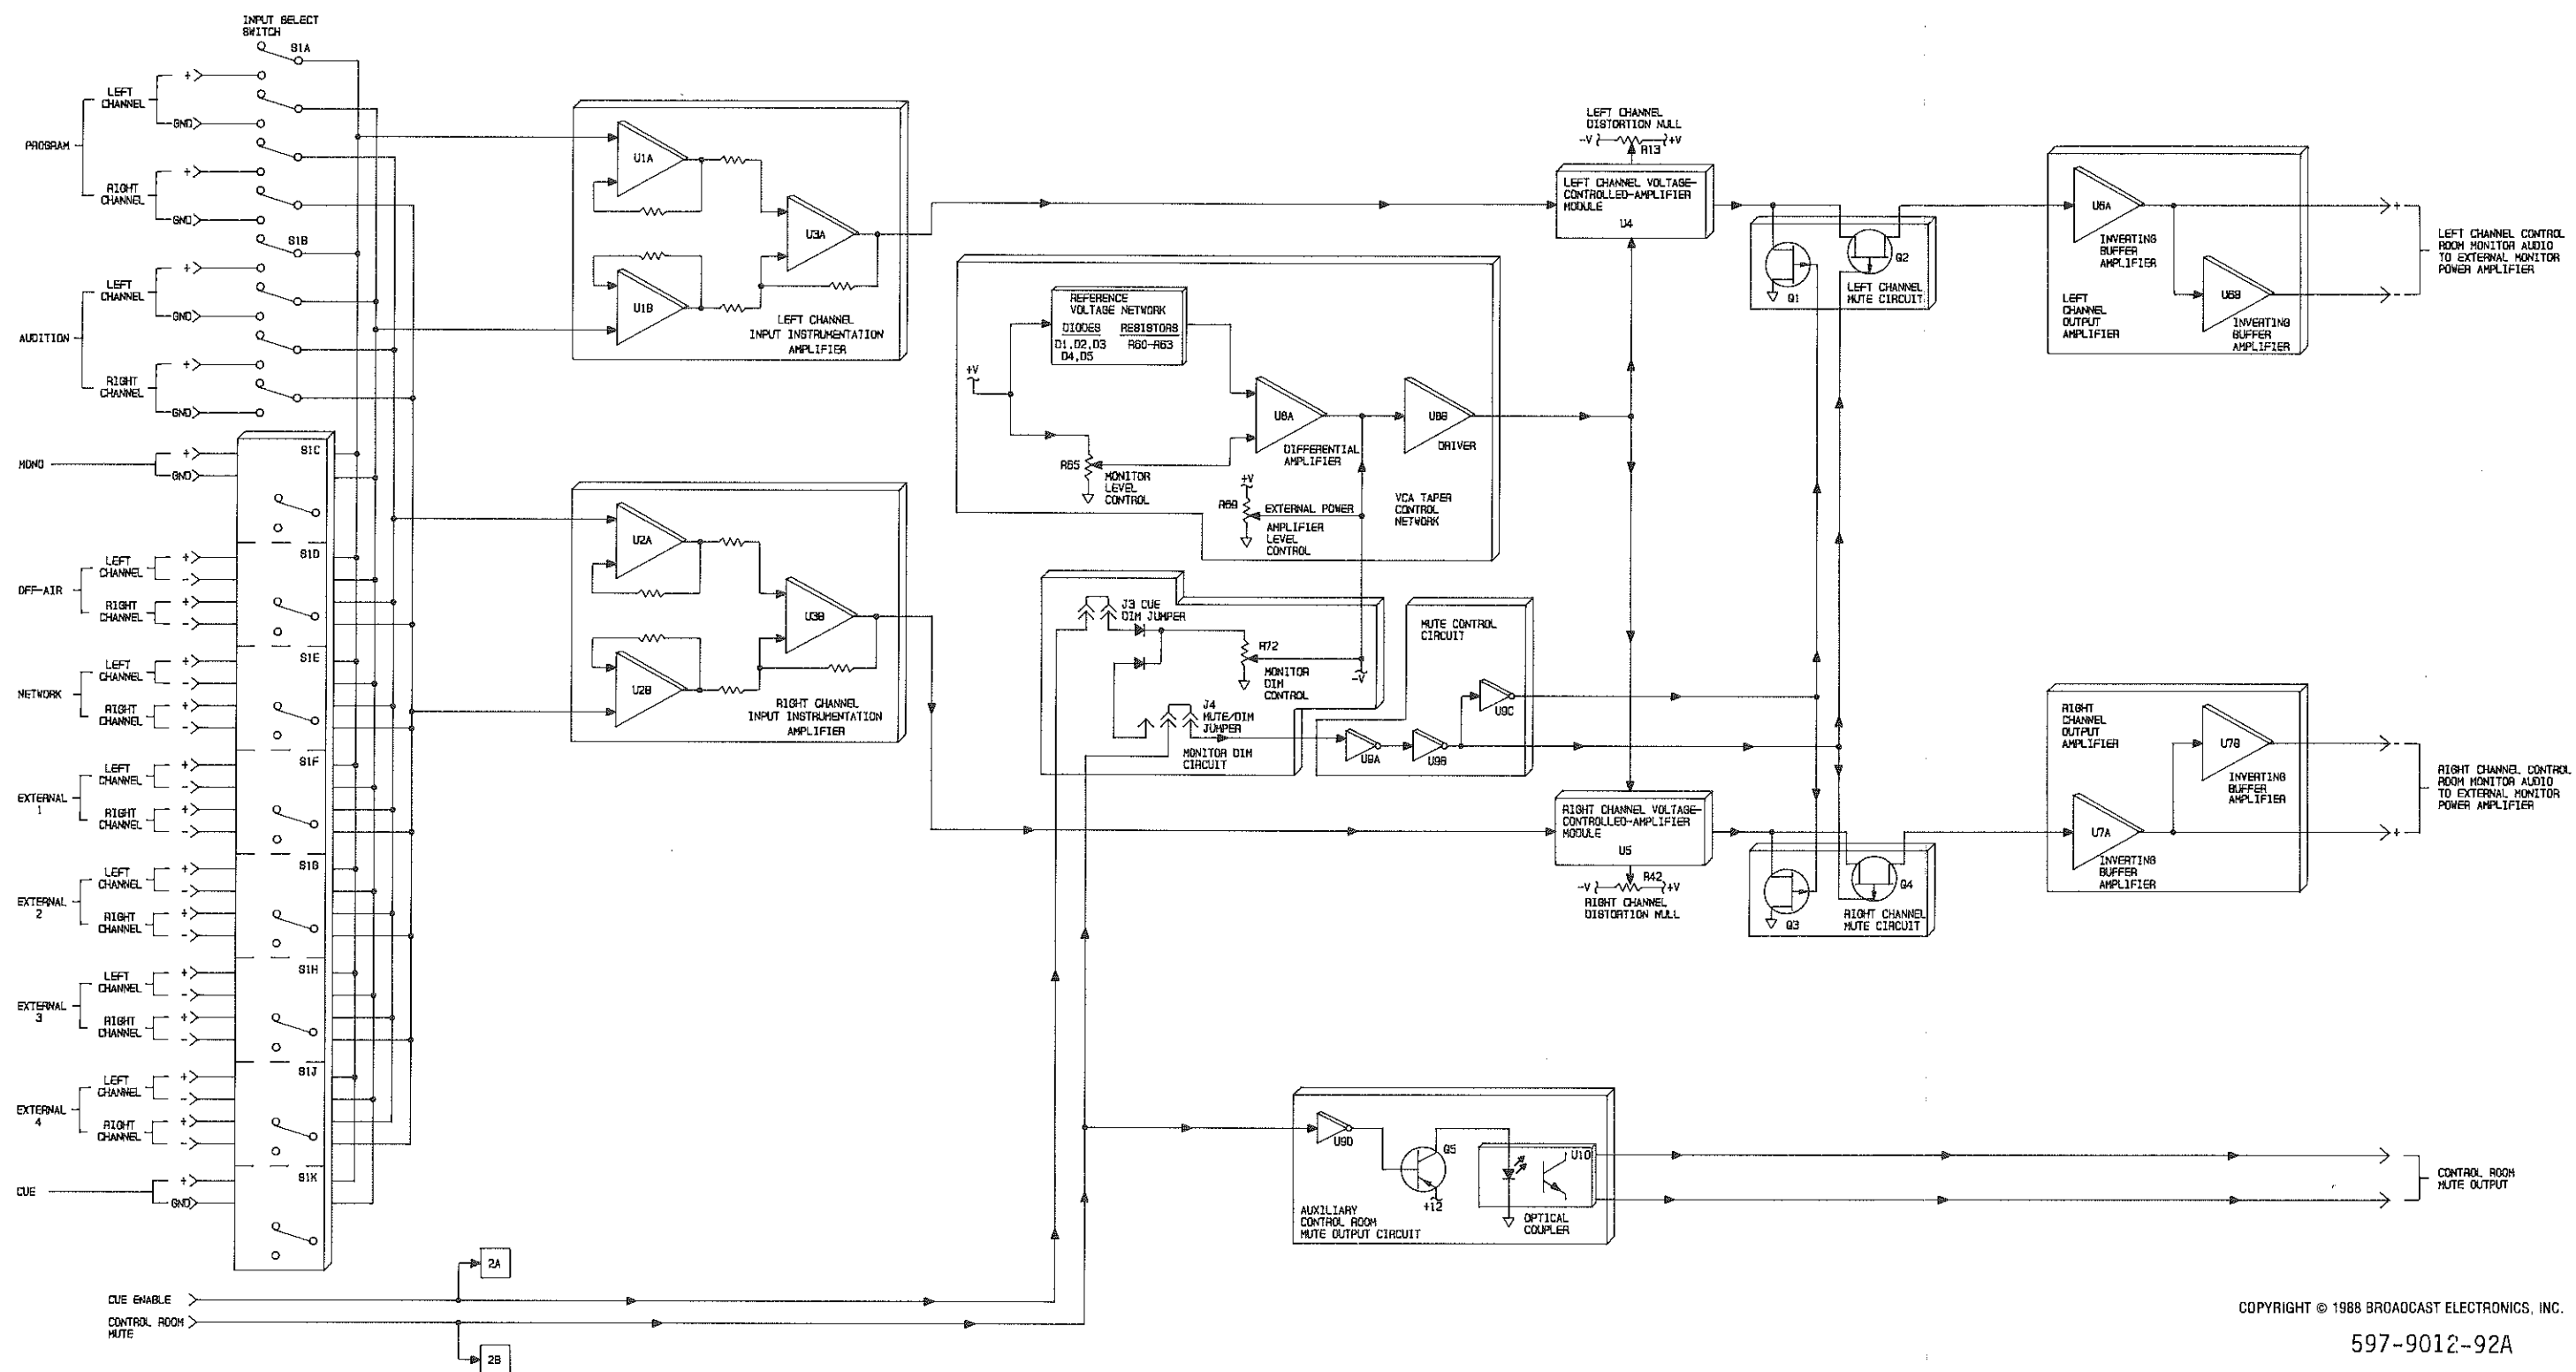 INPUT SELECT
SWITCH
S1A
PROGRAM
LEFT
CHANNEL
+
GND
RIGHT
CHANNEL
+
GND
S1B
AUDITION
LEFT
CHANNEL
+
GND
RIGHT
CHANNEL
+
GND
MONO
+
GND
S1C
OFF-AIR
LEFT
CHANNEL
+
-
RIGHT
CHANNEL
+
-
S1D
NETWORK
LEFT
CHANNEL
+
-
RIGHT
CHANNEL
+
-
S1E
EXTERNAL
1
LEFT
CHANNEL
+
-
RIGHT
CHANNEL
+
-
S1F
EXTERNAL
2
LEFT
CHANNEL
+
-
RIGHT
CHANNEL
+
-
S1G
EXTERNAL
3
LEFT
CHANNEL
+
-
RIGHT
CHANNEL
+
-
S1H
EXTERNAL
4
LEFT
CHANNEL
+
-
RIGHT
CHANNEL
+
-
S1J
CUE
+
GND
S1K
CUE ENABLE
CONTROL ROOM
MUTE
2A
2B
U1A
U1B
U3A
LEFT CHANNEL
INPUT INSTRUMENTATION
AMPLIFIER
U2A
U2B
U3B
RIGHT CHANNEL
INPUT INSTRUMENTATION
AMPLIFIER
REFERENCE
VOLTAGE NETWORK
DIODES RESISTORS
D1,D2,D3 R60-R63
D4,D5
+V
R65
MONITOR
LEVEL
CONTROL
U8A
DIFFERENTIAL
AMPLIFIER
U8B
DRIVER
+V
R69
EXTERNAL POWER
AMPLIFIER
LEVEL
CONTROL
VCA TAPER
CONTROL
NETWORK
J3 CUE
DIM JUMPER
R72
MONITOR
DIM
CONTROL
-V
J4
MUTE/DIM
JUMPER
MONITOR DIM
CIRCUIT
MUTE CONTROL
CIRCUIT
U9A
U9B
U9C
LEFT CHANNEL
DISTORTION NULL
-V +V
R13
LEFT CHANNEL VOLTAGE-
CONTROLLED-AMPLIFIER
MODULE
U4
RIGHT CHANNEL VOLTAGE-
CONTROLLED-AMPLIFIER
MODULE
U5
R42
-V +V
RIGHT CHANNEL
DISTORTION NULL
Q1
Q2
LEFT CHANNEL
MUTE CIRCUIT
Q3
Q4
RIGHT CHANNEL
MUTE CIRCUIT
U6A
INVERTING
BUFFER
AMPLIFIER
U6B
INVERTING
BUFFER
AMPLIFIER
LEFT
CHANNEL
OUTPUT
AMPLIFIER
+
-
LEFT CHANNEL CONTROL
ROOM MONITOR AUDIO
TO EXTERNAL MONITOR
POWER AMPLIFIER
RIGHT
CHANNEL
OUTPUT
AMPLIFIER
U7B
INVERTING
BUFFER
AMPLIFIER
U7A
INVERTING
BUFFER
AMPLIFIER
-
+
RIGHT CHANNEL CONTROL
ROOM MONITOR AUDIO
TO EXTERNAL MONITOR
POWER AMPLIFIER
U9D
Q5
+12
U10
OPTICAL
COUPLER
AUXILIARY
CONTROL ROOM
MUTE OUTPUT CIRCUIT
CONTROL ROOM
MUTE OUTPUT
COPYRIGHT © 1988 BROADCAST ELECTRONICS, INC.
597-9012-92A